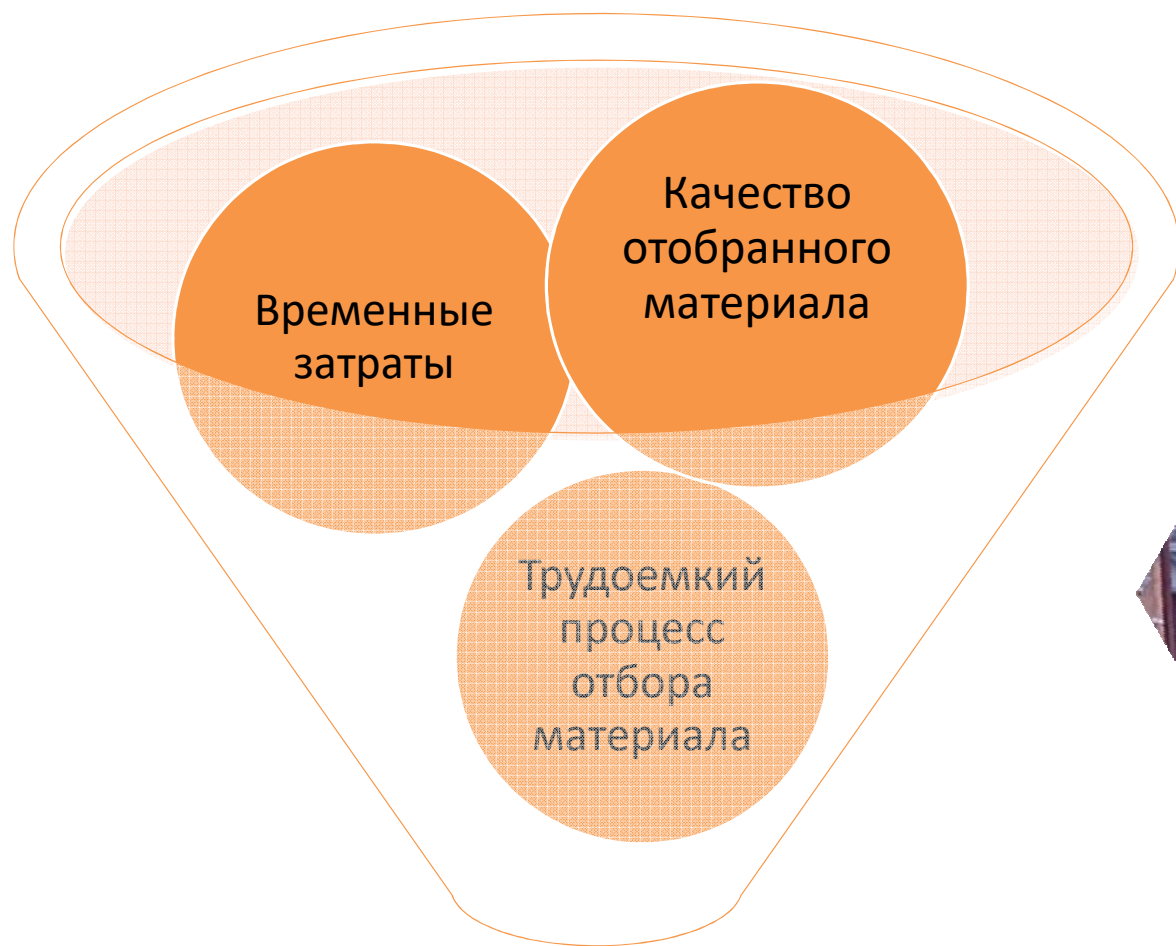 Временные
затраты
Качество
отобранного
материала
Трудоемкий
процесс
отбора
материала